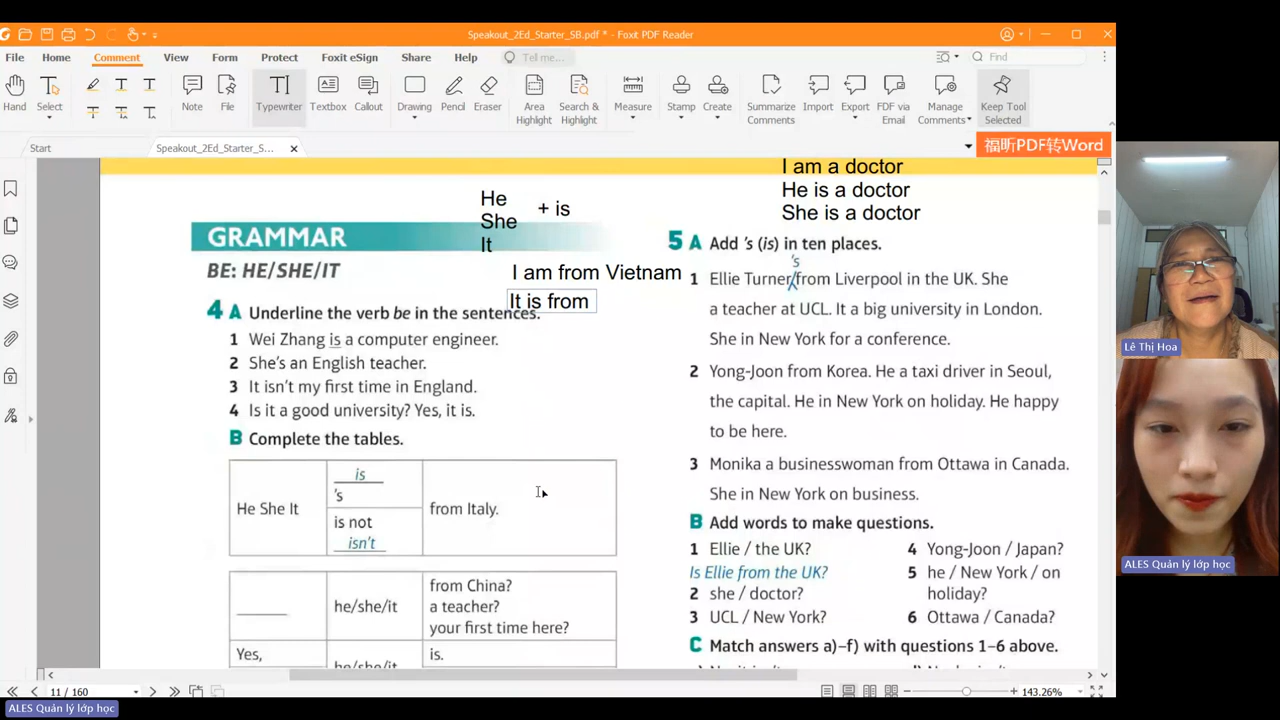 Speakout_2Ed_Starter_SB.pdf * - Foxit PDF Reader
File Home Comment View Form Protect Foxit eSign Share Help Tell me... Find
Hand Select Note File Typewriter Textbox Callout Drawing Pencil Eraser Area Highlight Search & Highlight Measure Stamp Create Summarize Comments Import Export PDF via Email Manage Comments Keep Tool Selected
Start Speakout_2Ed_Starter_S... 福昕PDF转Word
I am a doctor
He is a doctor
She is a doctor
He
She
It
+ is
GRAMMAR
BE: HE/SHE/IT
I am from Vietnam
It is from
4 A Underline the verb be in the sentences.
1 Wei Zhang is a computer engineer.
2 She's an English teacher.
3 It isn't my first time in England.
4 Is it a good university? Yes, it is.
B Complete the tables.
He She It
is
's
is not
isn't
from Italy.
______ he/she/it
from China?
a teacher?
your first time here?
Yes, he/she/it is.
5 A Add 's (is) in ten places.
's
1 Ellie Turner/from Liverpool in the UK. She
a teacher at UCL. It a big university in London.
She in New York for a conference.
2 Yong-Joon from Korea. He a taxi driver in Seoul,
the capital. He in New York on holiday. He happy
to be here.
3 Monika a businesswoman from Ottawa in Canada.
She in New York on business.
B Add words to make questions.
1 Ellie / the UK?
Is Ellie from the UK?
2 she / doctor?
3 UCL / New York?
4 Yong-Joon / Japan?
5 he / New York / on
holiday?
6 Ottawa / Canada?
C Match answers a)–f) with questions 1–6 above.
11 / 160
143.26%
Lê Thị Hoa
ALES Quản lý lớp học
ALES Quản lý lớp học